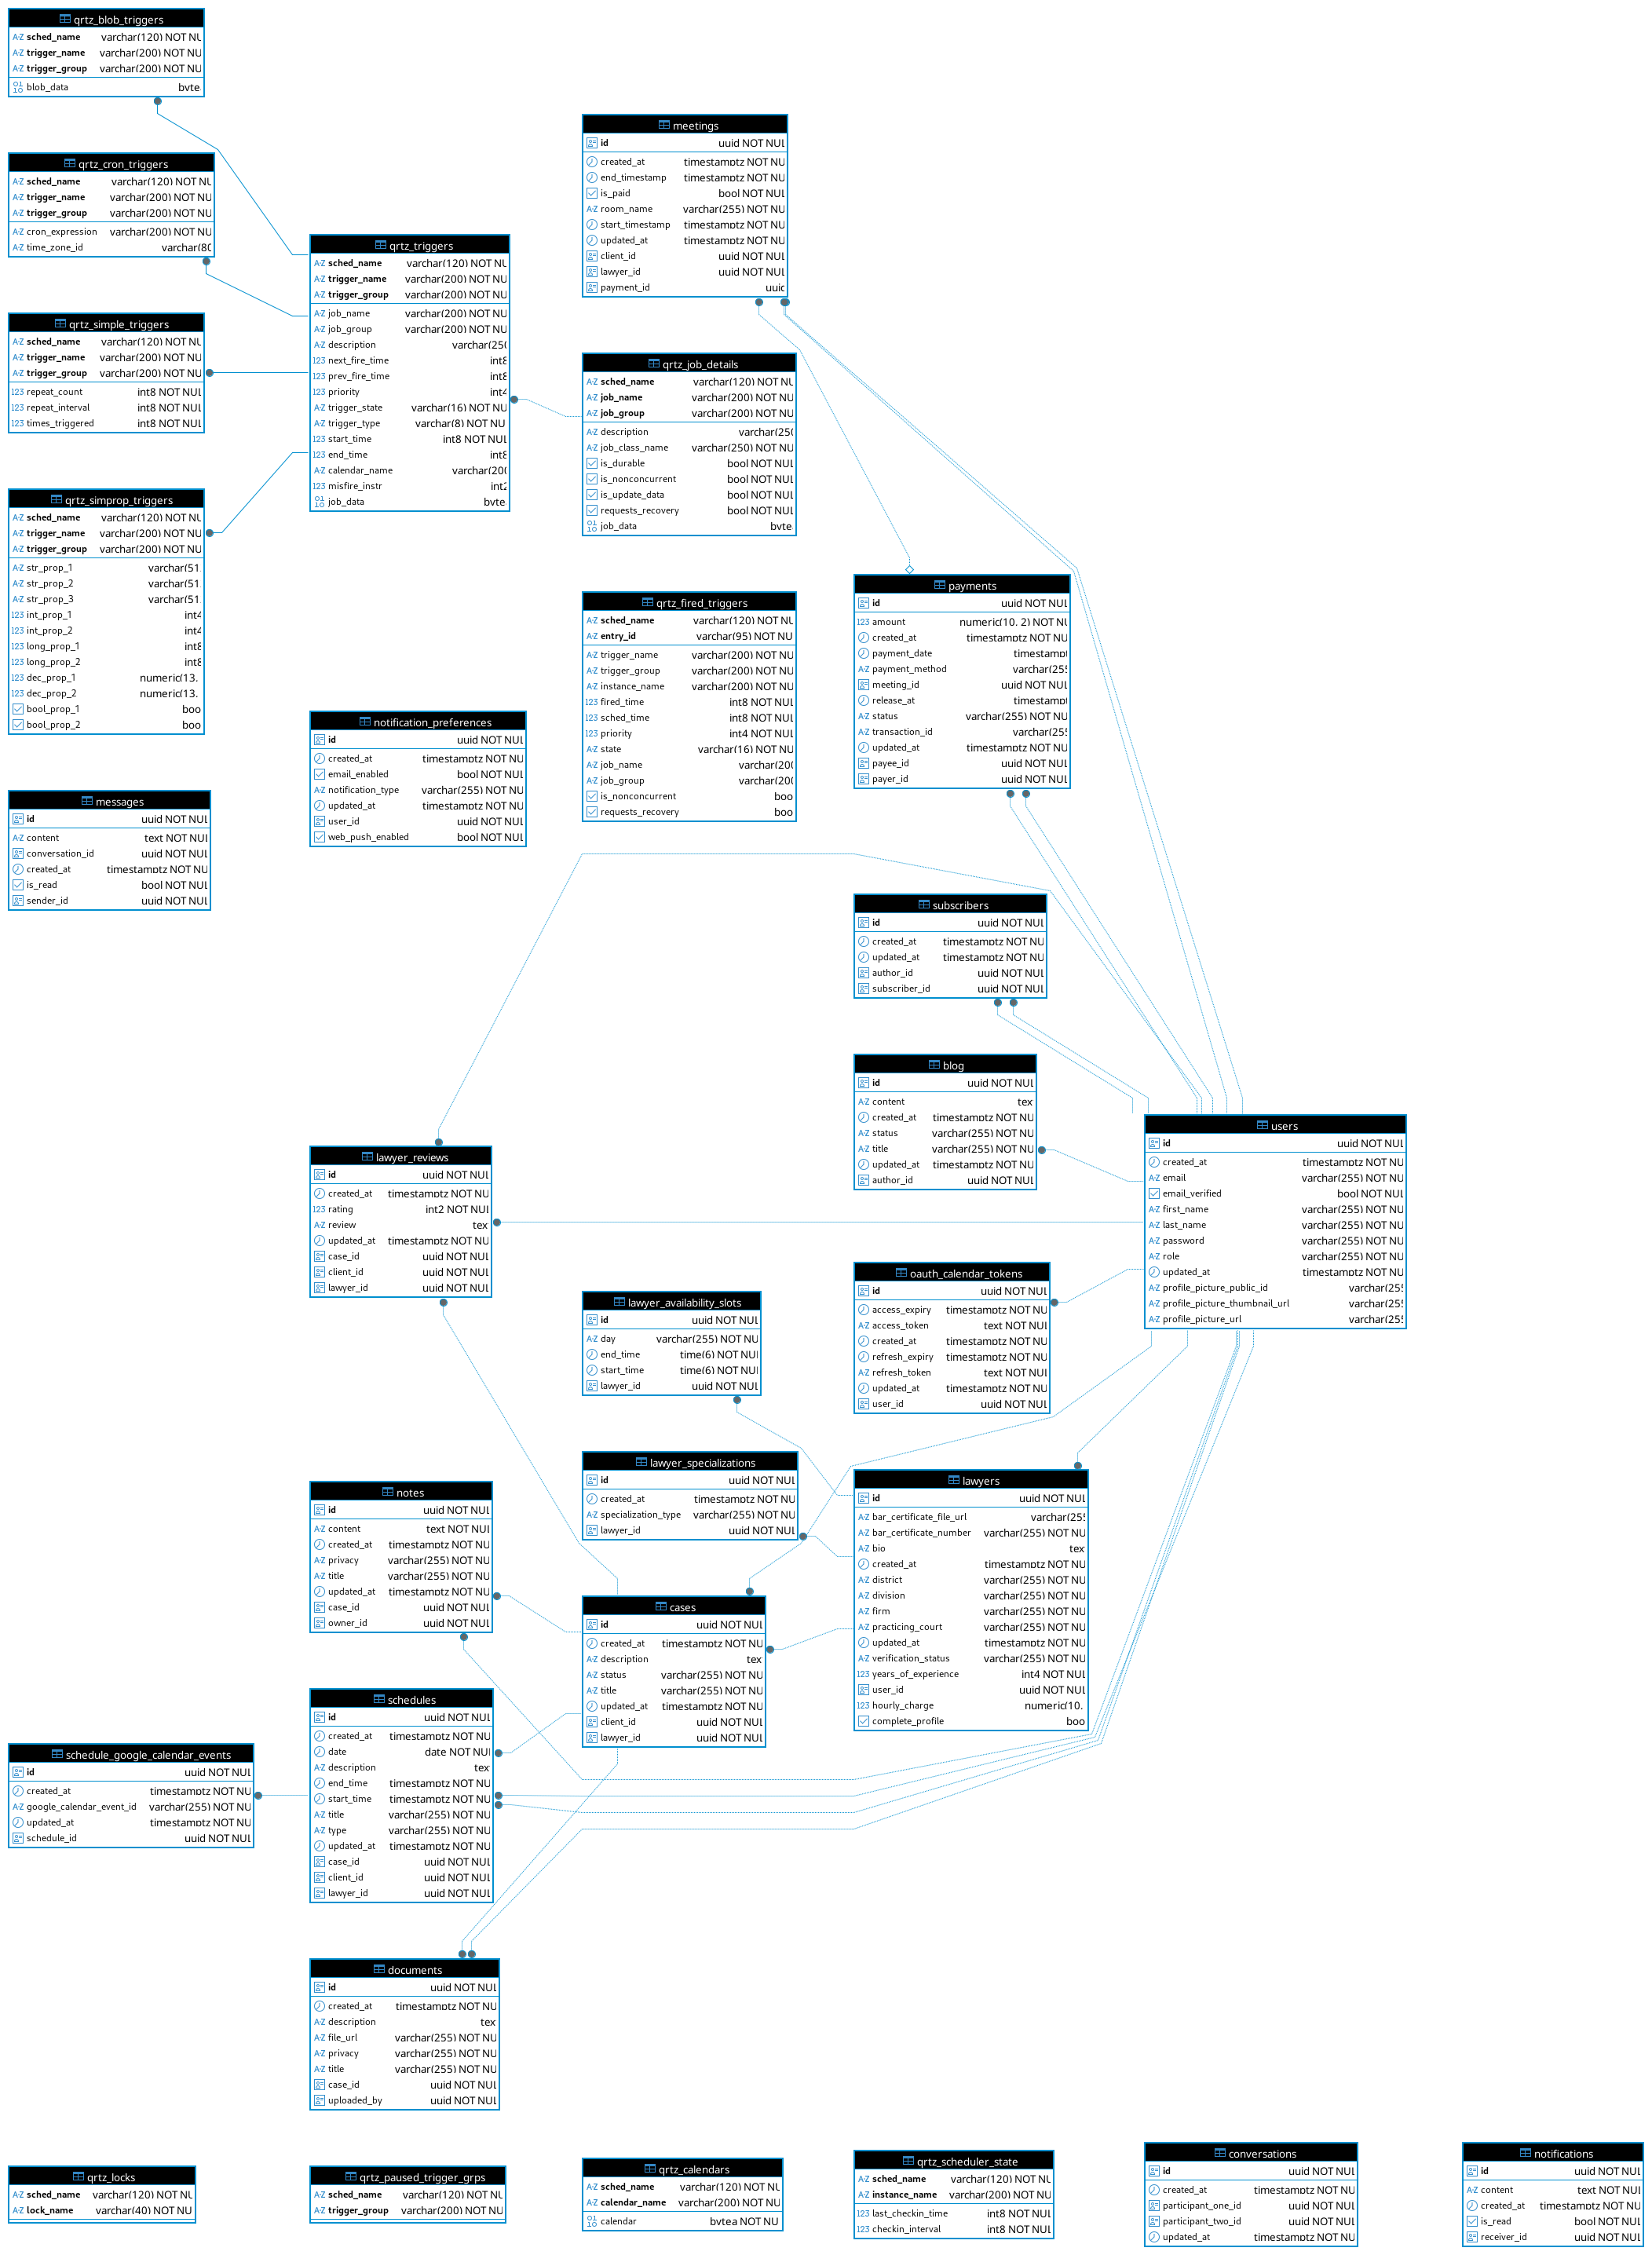 qrtz_blob_triggers
sched_name varchar(120) NOT NU
trigger_name varchar(200) NOT NU
trigger_group varchar(200) NOT NU
blob_data byte
qrtz_cron_triggers
sched_name varchar(120) NOT NU
trigger_name varchar(200) NOT NU
trigger_group varchar(200) NOT NU
cron_expression varchar(200) NOT NU
time_zone_id varchar(80
qrtz_simple_triggers
sched_name varchar(120) NOT NU
trigger_name varchar(200) NOT NU
trigger_group varchar(200) NOT NU
repeat_count int8 NOT NUL
repeat_interval int8 NOT NUL
times_triggered int8 NOT NUL
qrtz_simprop_triggers
sched_name varchar(120) NOT NU
trigger_name varchar(200) NOT NU
trigger_group varchar(200) NOT NU
str_prop_1 varchar(51
str_prop_2 varchar(51
str_prop_3 varchar(51
int_prop_1 int4
int_prop_2 int4
long_prop_1 int8
long_prop_2 int8
dec_prop_1 numeric(13,
dec_prop_2 numeric(13,
bool_prop_1 boo
bool_prop_2 boo
messages
id uuid NOT NUL
content text NOT NUL
conversation_id uuid NOT NUL
created_at timestamptz NOT NU
is_read bool NOT NUL
sender_id uuid NOT NUL
qrtz_triggers
sched_name varchar(120) NOT NU
trigger_name varchar(200) NOT NU
trigger_group varchar(200) NOT NU
job_name varchar(200) NOT NU
job_group varchar(200) NOT NU
description varchar(250
next_fire_time int8
prev_fire_time int8
priority int4
trigger_state varchar(16) NOT NU
trigger_type varchar(8) NOT NU
start_time int8 NOT NUL
end_time int8
calendar_name varchar(200
misfire_instr int2
job_data byte
meetings
id uuid NOT NUL
created_at timestamptz NOT NU
end_timestamp timestamptz NOT NU
is_paid bool NOT NUL
room_name varchar(255) NOT NU
start_timestamp timestamptz NOT NU
updated_at timestamptz NOT NU
client_id uuid NOT NUL
lawyer_id uuid NOT NUL
payment_id uuid
qrtz_job_details
sched_name varchar(120) NOT NU
job_name varchar(200) NOT NU
job_group varchar(200) NOT NU
description varchar(250
job_class_name varchar(250) NOT NU
is_durable bool NOT NUL
is_nonconcurrent bool NOT NUL
is_update_data bool NOT NUL
requests_recovery bool NOT NUL
job_data byte
qrtz_fired_triggers
sched_name varchar(120) NOT NU
entry_id varchar(95) NOT NU
trigger_name varchar(200) NOT NU
trigger_group varchar(200) NOT NU
instance_name varchar(200) NOT NU
fired_time int8 NOT NUL
sched_time int8 NOT NUL
priority int4 NOT NUL
state varchar(16) NOT NU
job_name varchar(200
job_group varchar(200
is_nonconcurrent boo
requests_recovery boo
notification_preferences
id uuid NOT NUL
created_at timestamptz NOT NU
email_enabled bool NOT NUL
notification_type varchar(255) NOT NU
updated_at timestamptz NOT NU
user_id uuid NOT NUL
web_push_enabled bool NOT NUL
payments
id uuid NOT NUL
amount numeric(10, 2) NOT NU
created_at timestamptz NOT NU
payment_date timestampt
payment_method varchar(255
meeting_id uuid NOT NUL
release_at timestampt
status varchar(255) NOT NU
transaction_id varchar(255
updated_at timestamptz NOT NU
payee_id uuid NOT NUL
payer_id uuid NOT NUL
subscribers
id uuid NOT NUL
created_at timestamptz NOT NU
updated_at timestamptz NOT NU
author_id uuid NOT NUL
subscriber_id uuid NOT NUL
blog
id uuid NOT NUL
content tex
created_at timestamptz NOT NU
status varchar(255) NOT NU
title varchar(255) NOT NU
updated_at timestamptz NOT NU
author_id uuid NOT NUL
users
id uuid NOT NUL
created_at timestamptz NOT NU
email varchar(255) NOT NU
email_verified bool NOT NUL
first_name varchar(255) NOT NU
last_name varchar(255) NOT NU
password varchar(255) NOT NU
role varchar(255) NOT NU
updated_at timestamptz NOT NU
profile_picture_public_id varchar(255
profile_picture_thumbnail_url varchar(255
profile_picture_url varchar(255
lawyer_reviews
id uuid NOT NUL
created_at timestamptz NOT NU
rating int2 NOT NUL
review tex
updated_at timestamptz NOT NU
case_id uuid NOT NUL
client_id uuid NOT NUL
lawyer_id uuid NOT NUL
oauth_calendar_tokens
id uuid NOT NUL
access_expiry timestamptz NOT NU
access_token text NOT NUL
created_at timestamptz NOT NU
refresh_expiry timestamptz NOT NU
refresh_token text NOT NUL
updated_at timestamptz NOT NU
user_id uuid NOT NUL
lawyer_availability_slots
id uuid NOT NUL
day varchar(255) NOT NU
end_time time(6) NOT NUL
start_time time(6) NOT NUL
lawyer_id uuid NOT NUL
lawyer_specializations
id uuid NOT NUL
created_at timestamptz NOT NU
specialization_type varchar(255) NOT NU
lawyer_id uuid NOT NUL
lawyers
id uuid NOT NUL
bar_certificate_file_url varchar(255
bar_certificate_number varchar(255) NOT NU
bio tex
created_at timestamptz NOT NU
district varchar(255) NOT NU
division varchar(255) NOT NU
firm varchar(255) NOT NU
practicing_court varchar(255) NOT NU
updated_at timestamptz NOT NU
verification_status varchar(255) NOT NU
years_of_experience int4 NOT NUL
user_id uuid NOT NUL
hourly_charge numeric(10,
complete_profile boo
notes
id uuid NOT NUL
content text NOT NUL
created_at timestamptz NOT NU
privacy varchar(255) NOT NU
title varchar(255) NOT NU
updated_at timestamptz NOT NU
case_id uuid NOT NUL
owner_id uuid NOT NUL
cases
id uuid NOT NUL
created_at timestamptz NOT NU
description tex
status varchar(255) NOT NU
title varchar(255) NOT NU
updated_at timestamptz NOT NU
client_id uuid NOT NUL
lawyer_id uuid NOT NUL
schedules
id uuid NOT NUL
created_at timestamptz NOT NU
date date NOT NUL
description tex
end_time timestamptz NOT NU
start_time timestamptz NOT NU
title varchar(255) NOT NU
type varchar(255) NOT NU
updated_at timestamptz NOT NU
case_id uuid NOT NUL
client_id uuid NOT NUL
lawyer_id uuid NOT NUL
schedule_google_calendar_events
id uuid NOT NUL
created_at timestamptz NOT NU
google_calendar_event_id varchar(255) NOT NU
updated_at timestamptz NOT NU
schedule_id uuid NOT NUL
documents
id uuid NOT NUL
created_at timestamptz NOT NU
description tex
file_url varchar(255) NOT NU
privacy varchar(255) NOT NU
title varchar(255) NOT NU
case_id uuid NOT NUL
uploaded_by uuid NOT NUL
qrtz_locks
sched_name varchar(120) NOT NU
lock_name varchar(40) NOT NU
qrtz_paused_trigger_grps
sched_name varchar(120) NOT NU
trigger_group varchar(200) NOT NU
qrtz_calendars
sched_name varchar(120) NOT NU
calendar_name varchar(200) NOT NU
calendar bytea NOT NU
qrtz_scheduler_state
sched_name varchar(120) NOT NU
instance_name varchar(200) NOT NU
last_checkin_time int8 NOT NUL
checkin_interval int8 NOT NUL
conversations
id uuid NOT NUL
created_at timestamptz NOT NU
participant_one_id uuid NOT NUL
participant_two_id uuid NOT NUL
updated_at timestamptz NOT NU
notifications
id uuid NOT NUL
content text NOT NUL
created_at timestamptz NOT NU
is_read bool NOT NUL
receiver_id uuid NOT NUL